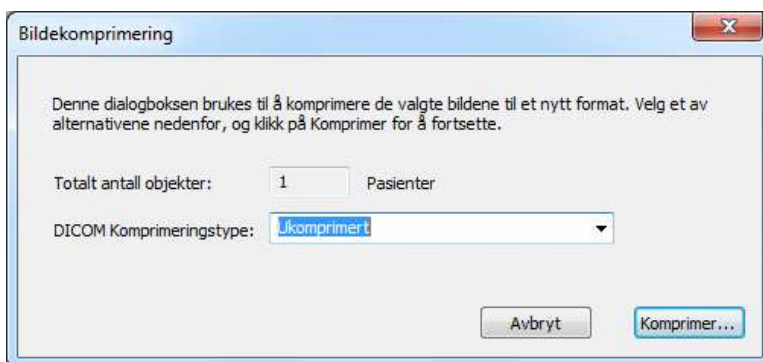 Bildekomprimering
Denne dialogboksen brukes til å komprimere de valgte bildene til et nytt format. Velg et av
alternativene nedenfor, og klikk på Komprimer for å fortsette.
Totalt antall objekter: 1 Pasienter
DICOM Komprimeringstype: Ukomprimert
Avbryt Komprimer...